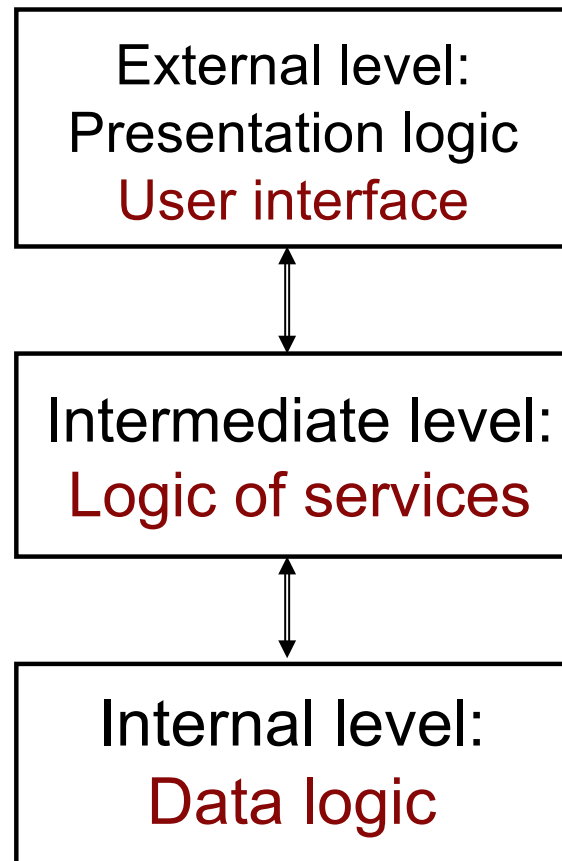 External level:
Presentation logic
User interface
Intermediate level:
Logic of services
Internal level:
Data logic